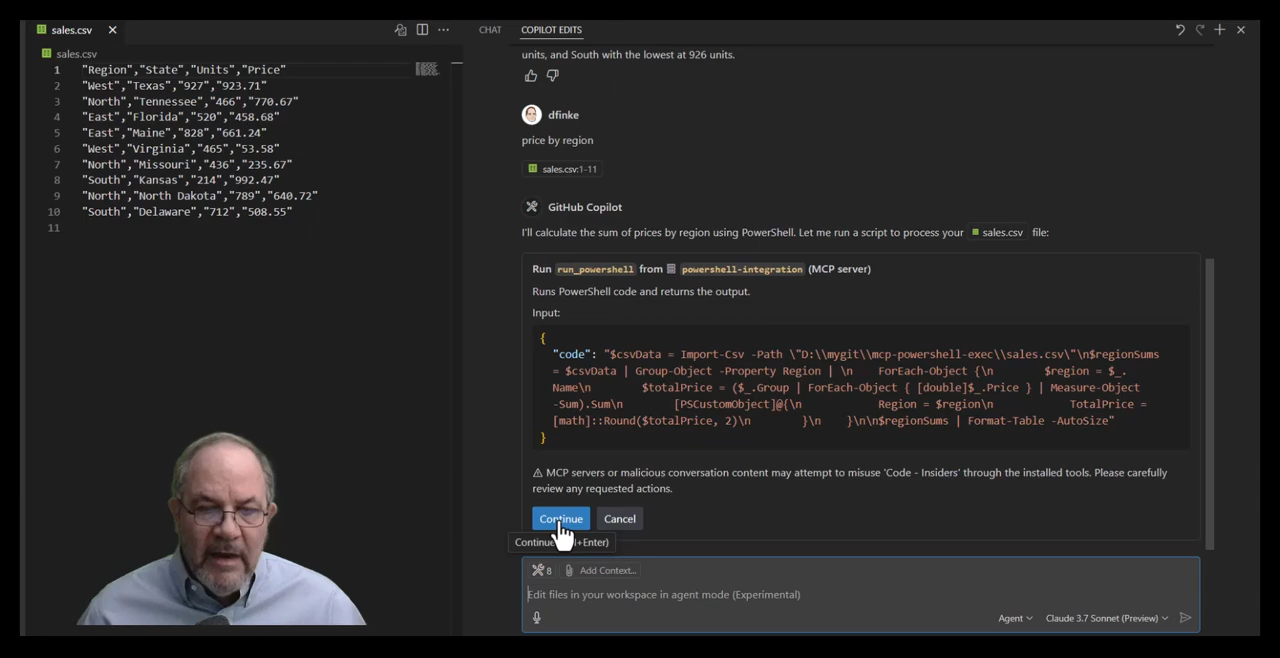 sales.csv
sales.csv
1 "Region","State","Units","Price"
2 "West","Texas","927","923.71"
3 "North","Tennessee","466","770.67"
4 "East","Florida","520","458.68"
5 "East","Maine","828","661.24"
6 "West","Virginia","465","53.58"
7 "North","Missouri","436","235.67"
8 "South","Kansas","214","992.47"
9 "North","North Dakota","789","640.72"
10 "South","Delaware","712","508.55"
11
CHAT COPILOT EDITS
units, and South with the lowest at 926 units.
dfinke
price by region
sales.csv:1-11
GitHub Copilot
I'll calculate the sum of prices by region using PowerShell. Let me run a script to process your sales.csv file:
Run run_powershell from powershell-integration (MCP server)
Runs PowerShell code and returns the output.
Input:
{
"code": "$csvData = Import-Csv -Path \"D:\\mygit\\mcp-powershell-exec\\sales.csv\"\n$regionSums
= $csvData | Group-Object -Property Region | \n    ForEach-Object {\n        $region = $_.
Name\n        $totalPrice = ($_.Group | ForEach-Object { [double]$_.Price } | Measure-Object
-Sum).Sum\n        [PSCustomObject]@{\n            Region = $region\n            TotalPrice =
[math]::Round($totalPrice, 2)\n        }\n    }\n\n$regionSums | Format-Table -AutoSize"
}
⚠ MCP servers or malicious conversation content may attempt to misuse 'Code - Insiders' through the installed tools. Please carefully
review any requested actions.
Continue Cancel
Continue l+Enter)
8 Add Context...
Edit files in your workspace in agent mode (Experimental)
Agent Claude 3.7 Sonnet (Preview)